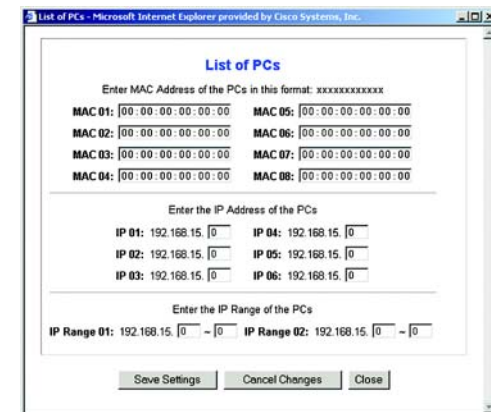 List of PCs - Microsoft Internet Explorer provided by Cisco Systems, Inc.
List of PCs
Enter MAC Address of the PCs in this format: xxxxxxxxxxxx
MAC 01: 00:00:00:00:00:00 MAC 05: 00:00:00:00:00:00
MAC 02: 00:00:00:00:00:00 MAC 06: 00:00:00:00:00:00
MAC 03: 00:00:00:00:00:00 MAC 07: 00:00:00:00:00:00
MAC 04: 00:00:00:00:00:00 MAC 08: 00:00:00:00:00:00
Enter the IP Address of the PCs
IP 01: 192.168.15. 0 IP 04: 192.168.15. 0
IP 02: 192.168.15. 0 IP 05: 192.168.15. 0
IP 03: 192.168.15. 0 IP 06: 192.168.15. 0
Enter the IP Range of the PCs
IP Range 01: 192.168.15. 0 ~ 0 IP Range 02: 192.168.15. 0 ~ 0
Save Settings Cancel Changes Close